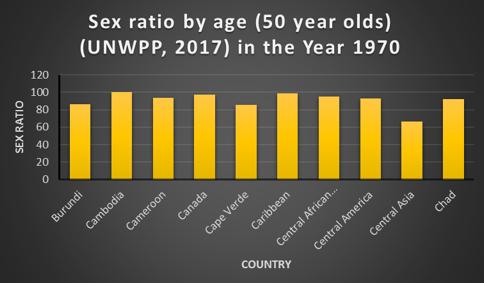 Sex ratio by age (50 year olds)
(UNWPP, 2017) in the Year 1970
120
100
80
60
40
20
0
SEX RATIO
Burundi
Cambodia
Cameroon
Canada
Cape Verde
Caribbean
Central African...
Central America
Central Asia
Chad
COUNTRY